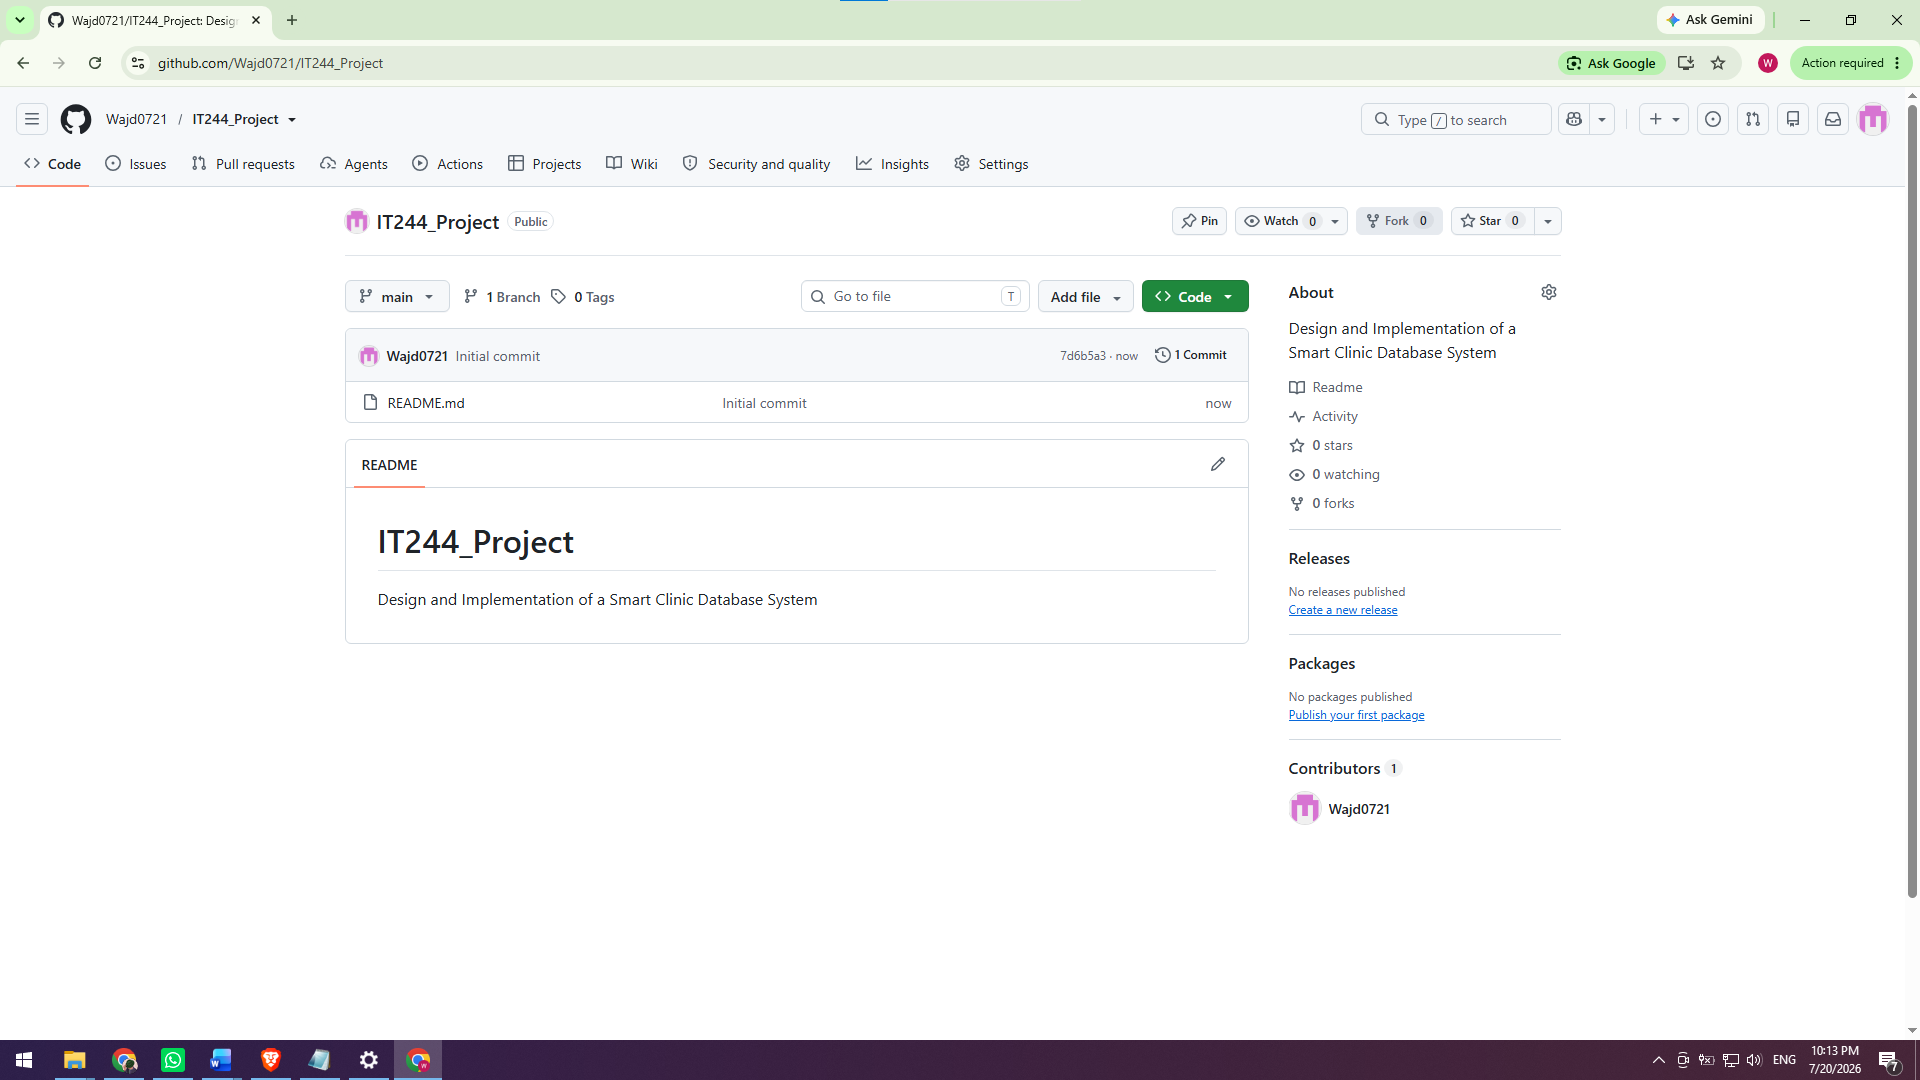 Wajd0721/IT244_Project: Desig
Ask Gemini
github.com/Wajd0721/IT244_Project
Ask Google
W
Action required
Wajd0721 / IT244_Project
Type / to search
Code
Issues
Pull requests
Agents
Actions
Projects
Wiki
Security and quality
Insights
Settings
IT244_Project
Public
Pin
Watch 0
Fork 0
Star 0
main
1 Branch
0 Tags
Go to file
T
Add file
Code
Wajd0721 Initial commit
7d6b5a3 · now
1 Commit
README.md
Initial commit
now
README
IT244_Project
Design and Implementation of a Smart Clinic Database System
About
Design and Implementation of a
Smart Clinic Database System
Readme
Activity
0 stars
0 watching
0 forks
Releases
No releases published
Create a new release
Packages
No packages published
Publish your first package
Contributors 1
Wajd0721
ENG
10:13 PM
7/20/2026
7